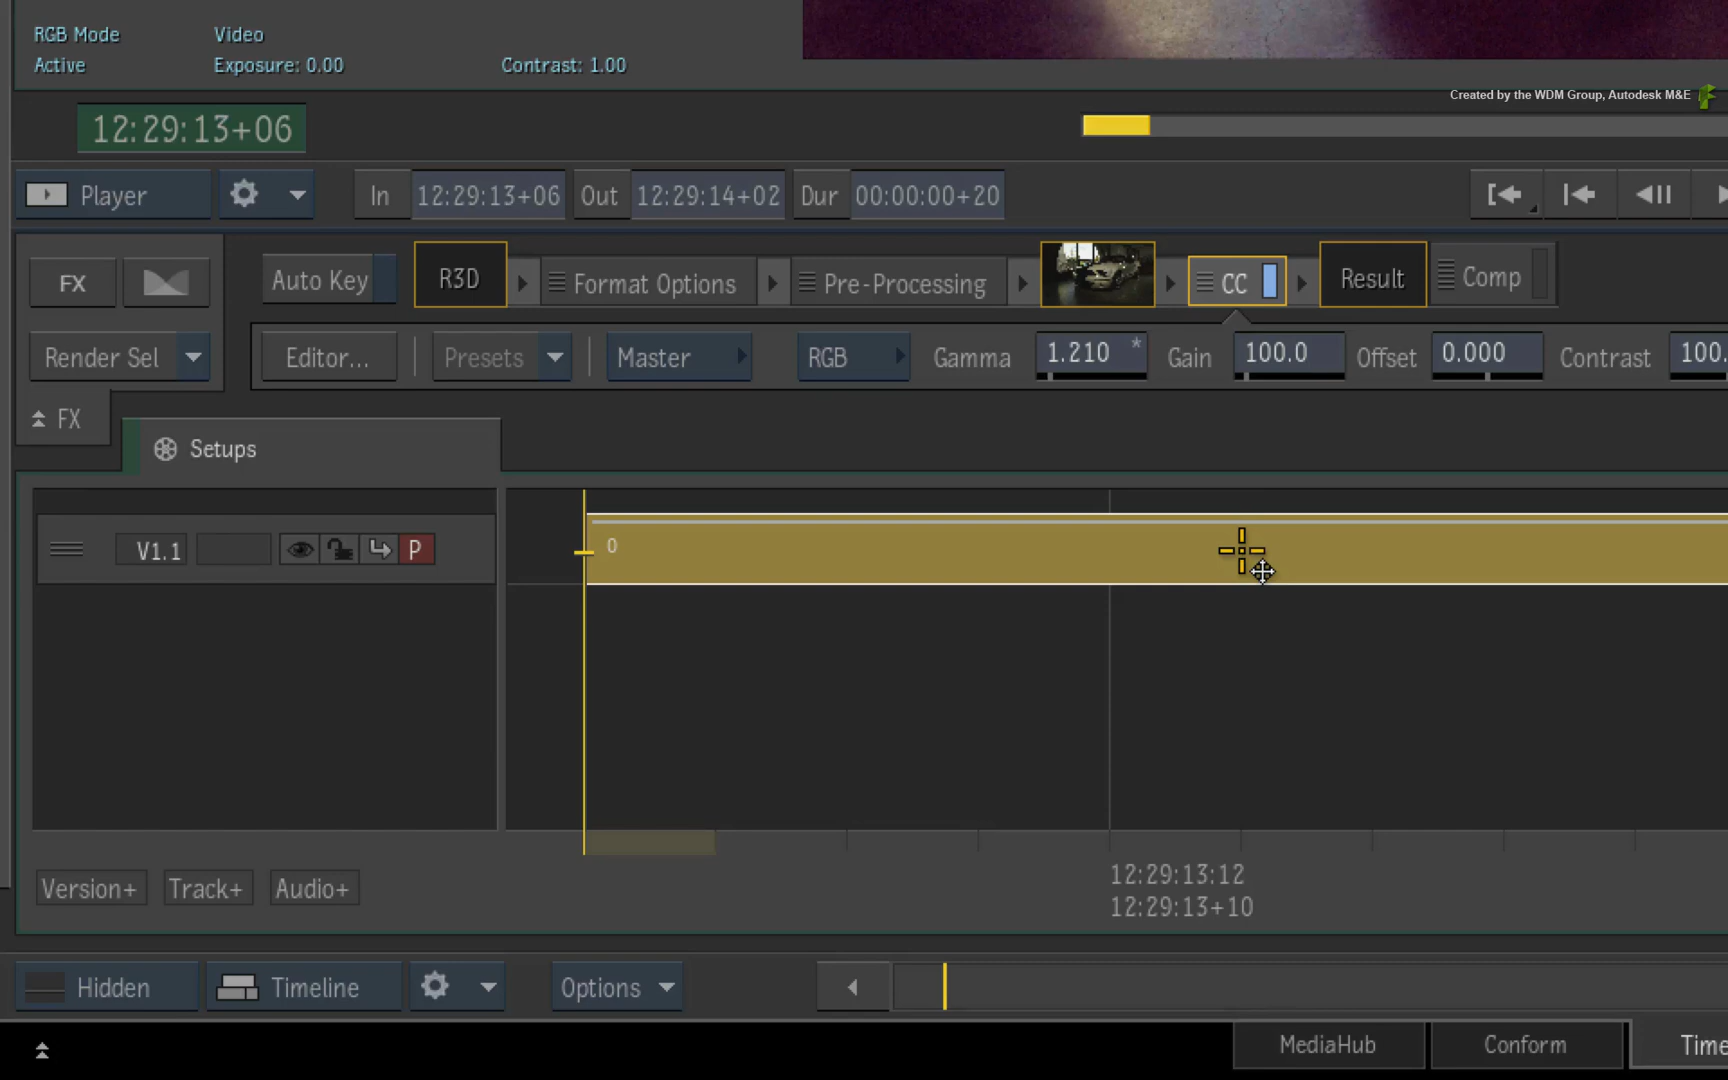 RGB Mode Video
Active Exposure: 0.00 Contrast: 1.00
Created by the WDM Group, Autodesk M&E
12:29:13+06
Player In 12:29:13+06 Out 12:29:14+02 Dur 00:00:00+20
FX Auto Key R3D Format Options Pre-Processing CC Result Comp
Render Sel Editor... Presets Master RGB Gamma 1.210 * Gain 100.0 Offset 0.000 Contrast 100.
FX
Setups
V1.1 P 0
12:29:13:12
Version+ Track+ Audio+
12:29:13+10
Hidden Timeline Options
MediaHub Conform Time